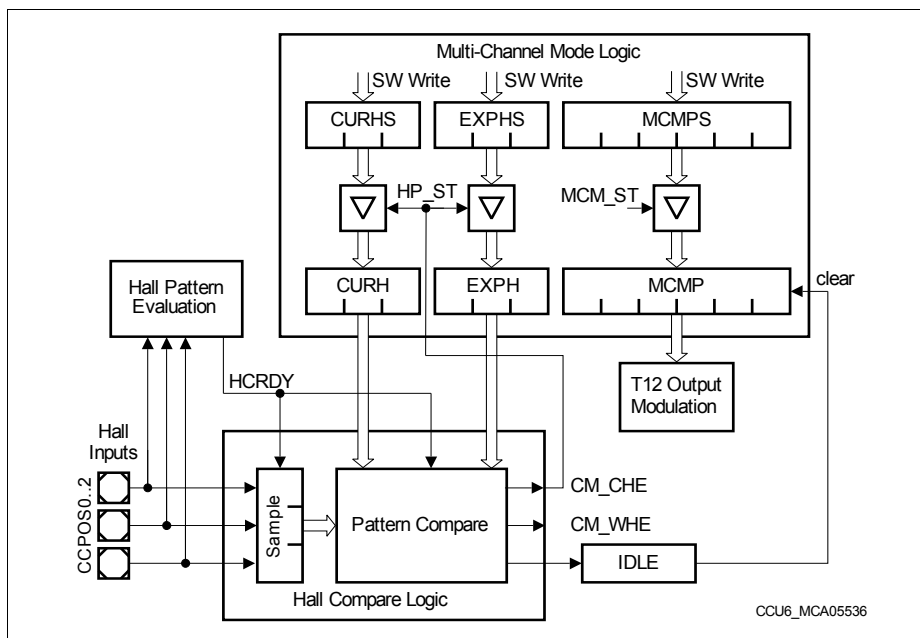 Multi-Channel Mode Logic
SW Write
SW Write
SW Write
CURHS
EXPHS
MCMPS
HP_ST
MCM_ST
CURH
EXPH
MCMP
clear
Hall Pattern
Evaluation
HCRDY
T12 Output
Modulation
Hall
Inputs
CCPOS0..2
Sample
Pattern Compare
CM_CHE
CM_WHE
IDLE
Hall Compare Logic
CCU6_MCA05536